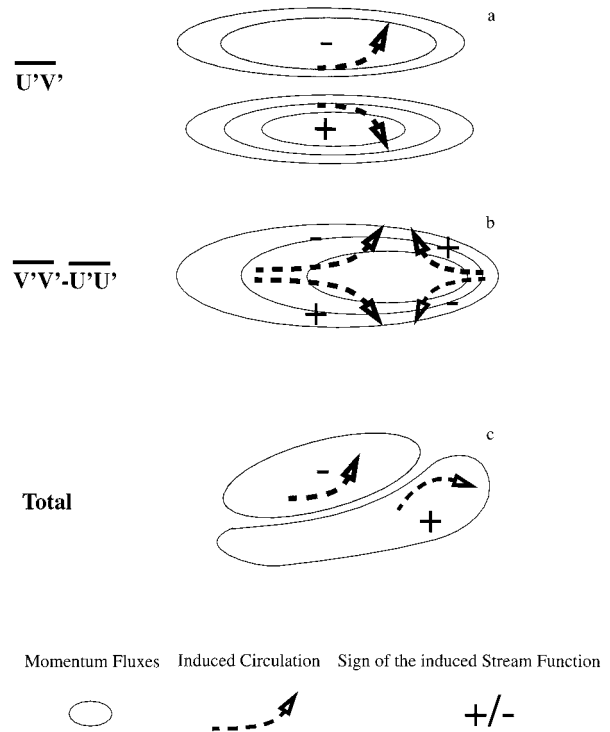 a
-
U'V'
+
b
- +
V'V'-U'U'
+ -
c
-
Total
+
Momentum Fluxes Induced Circulation Sign of the induced Stream Function
+/-